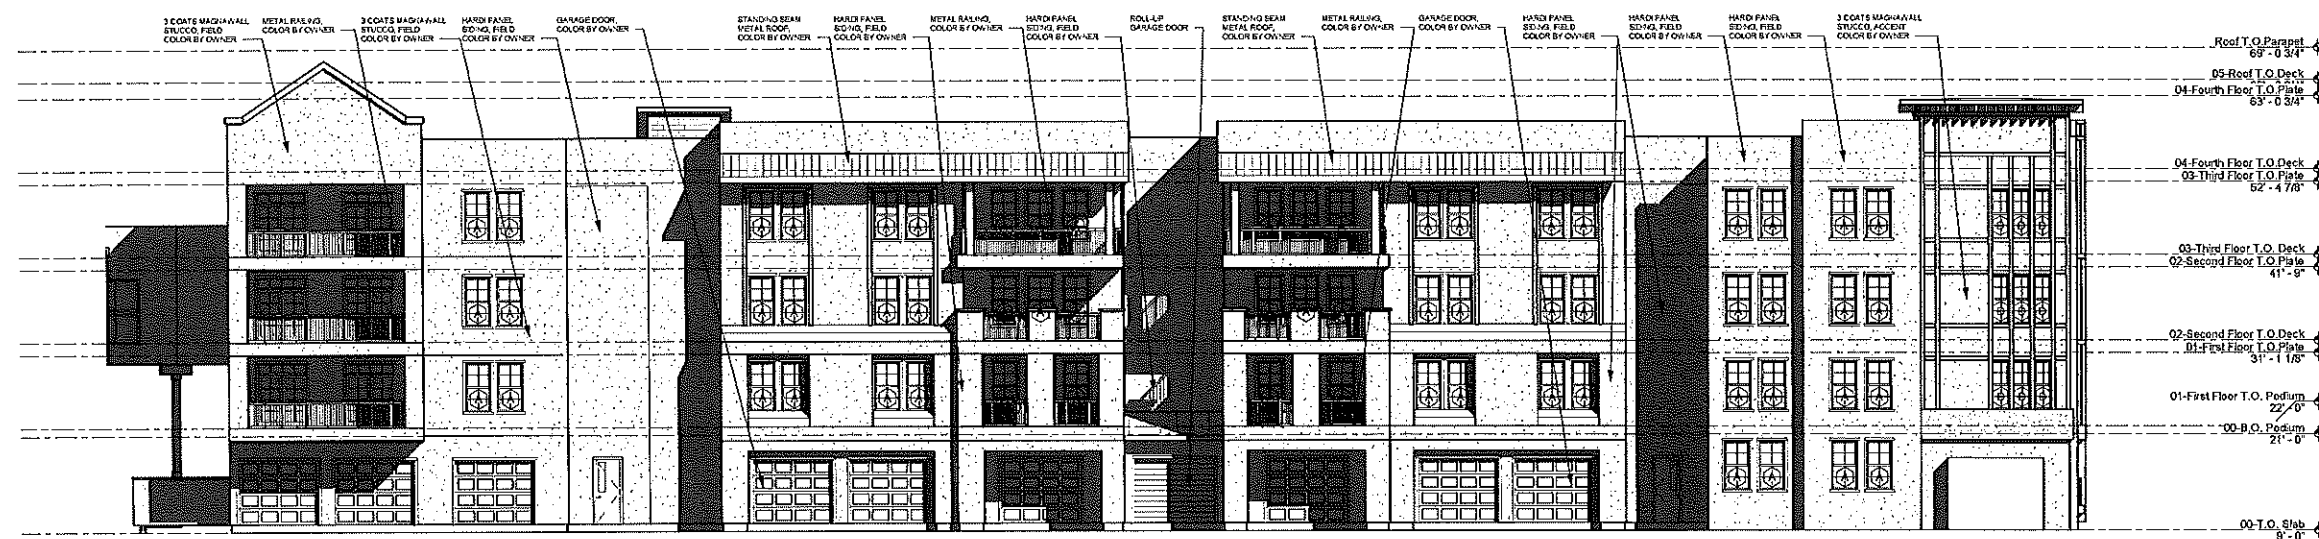 3 COATS MAGNAWALL
STUCCO, FIELD
COLOR BY OWNER
METAL RAILING,
COLOR BY OWNER
3 COATS MAGNAWALL
STUCCO, FIELD
COLOR BY OWNER
HARDI PANEL
SIDING, FIELD
COLOR BY OWNER
GARAGE DOOR,
COLOR BY OWNER
STANDING SEAM
METAL ROOF,
COLOR BY OWNER
HARDI PANEL
SIDING, FIELD
COLOR BY OWNER
METAL RAILING,
COLOR BY OWNER
HARDI PANEL
SIDING, FIELD
COLOR BY OWNER
ROLL-UP
GARAGE DOOR
STANDING SEAM
METAL ROOF,
COLOR BY OWNER
METAL RAILING,
COLOR BY OWNER
GARAGE DOOR,
COLOR BY OWNER
HARDI PANEL
SIDING, FIELD
COLOR BY OWNER
HARDI PANEL
SIDING, FIELD
COLOR BY OWNER
HARDI PANEL
SIDING, FIELD
COLOR BY OWNER
3 COATS MAGNAWALL
STUCCO, ACCENT
COLOR BY OWNER
Roof T.O.Parapet
69' - 0 3/4"
05-Roof T.O.Deck
04-Fourth Floor T.O.Plate
63' - 0 3/4"
04-Fourth Floor T.O.Deck
03-Third Floor T.O.Plate
52' - 4 7/8"
03-Third Floor T.O. Deck
02-Second Floor T.O.Plate
41' - 9"
02-Second Floor T.O.Deck
01-First Floor T.O.Plate
31' - 1 1/8"
01-First Floor T.O. Podium
22' - 0"
00-B.O. Podium
21' - 0"
00-T.O. Slab
9' - 0"